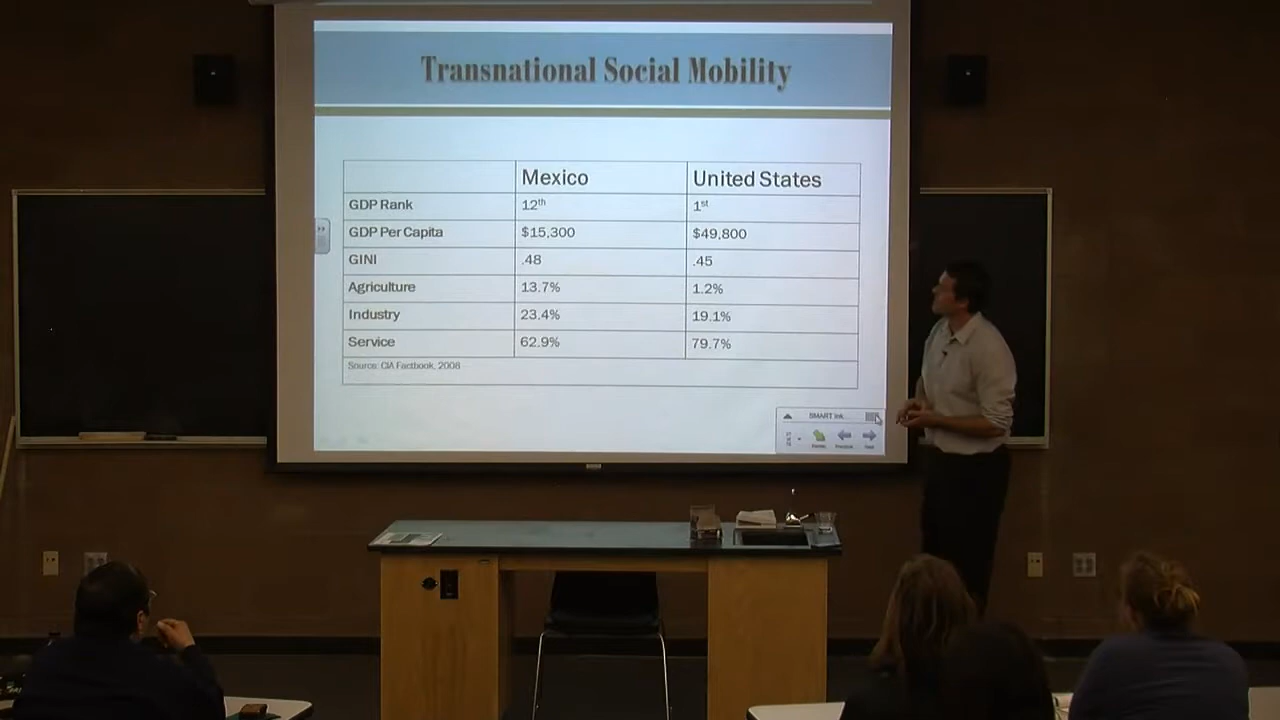 Transnational Social Mobility
Mexico United States
GDP Rank 12th 1st
GDP Per Capita $15,300 $49,800
GINI .48 .45
Agriculture 13.7% 1.2%
Industry 23.4% 19.1%
Service 62.9% 79.7%
Source: CIA Factbook, 2008
SMART Ink...